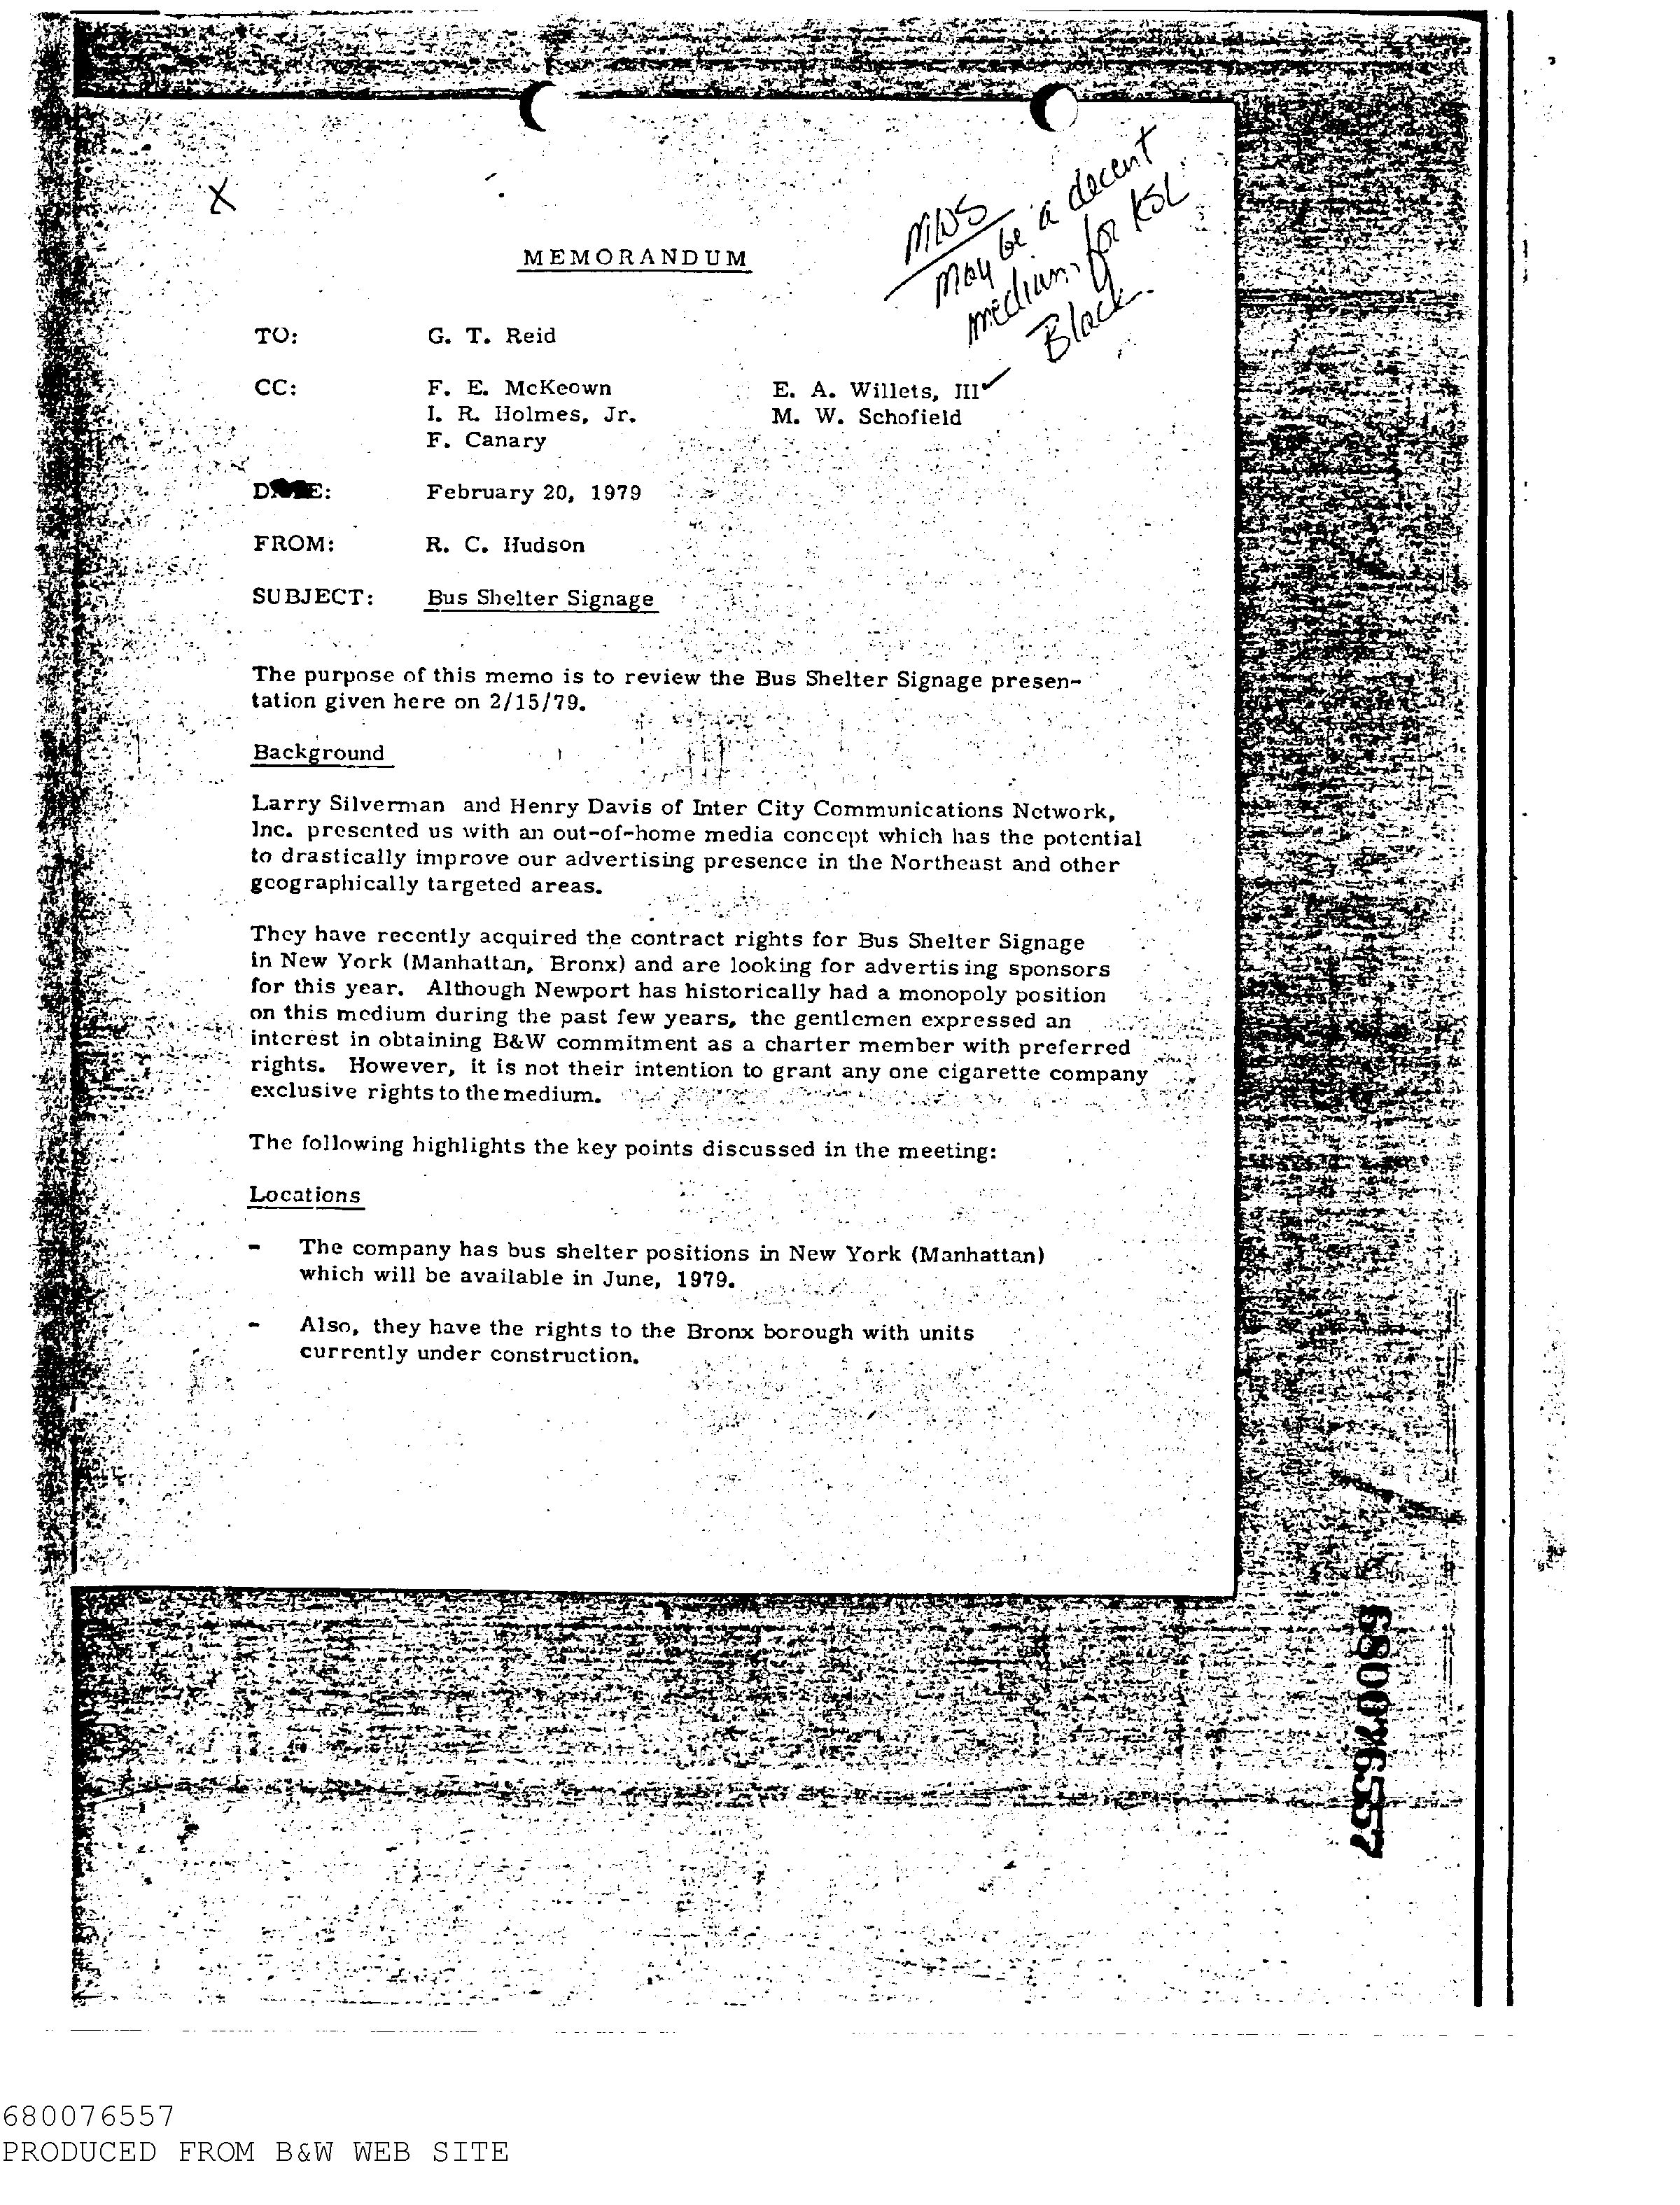 X
MWS
may be a decent
medium for KSL
Black.
MEMORANDUM
TO: G. T. Reid
CC: F. E. McKeown E. A. Willets, III ✓
I. R. Holmes, Jr. M. W. Schofield
F. Canary
DATE: February 20, 1979
FROM: R. C. Hudson
SUBJECT: Bus Shelter Signage
The purpose of this memo is to review the Bus Shelter Signage presen-
tation given here on 2/15/79.
Background
Larry Silverman and Henry Davis of Inter City Communications Network,
Inc. presented us with an out-of-home media concept which has the potential
to drastically improve our advertising presence in the Northeast and other
geographically targeted areas.
They have recently acquired the contract rights for Bus Shelter Signage
in New York (Manhattan, Bronx) and are looking for advertising sponsors
for this year. Although Newport has historically had a monopoly position
on this medium during the past few years, the gentlemen expressed an
interest in obtaining B&W commitment as a charter member with preferred
rights. However, it is not their intention to grant any one cigarette company
exclusive rights to the medium.
The following highlights the key points discussed in the meeting:
Locations
- The company has bus shelter positions in New York (Manhattan)
which will be available in June, 1979.
- Also, they have the rights to the Bronx borough with units
currently under construction.
680076557
680076557
PRODUCED FROM B&W WEB SITE